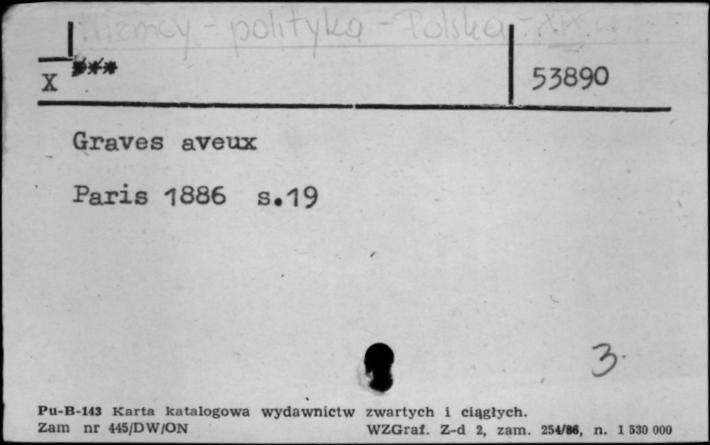 Niemcy - polityka - Polska - XIX
X ***
53890
Graves aveux
Paris 1886 s.19
3.
Pu-B-143 Karta katalogowa wydawnictw zwartych i ciągłych.
Zam nr 445/DW/ON WZGraf. Z-d 2, zam. 254/86, n. 1 530 000